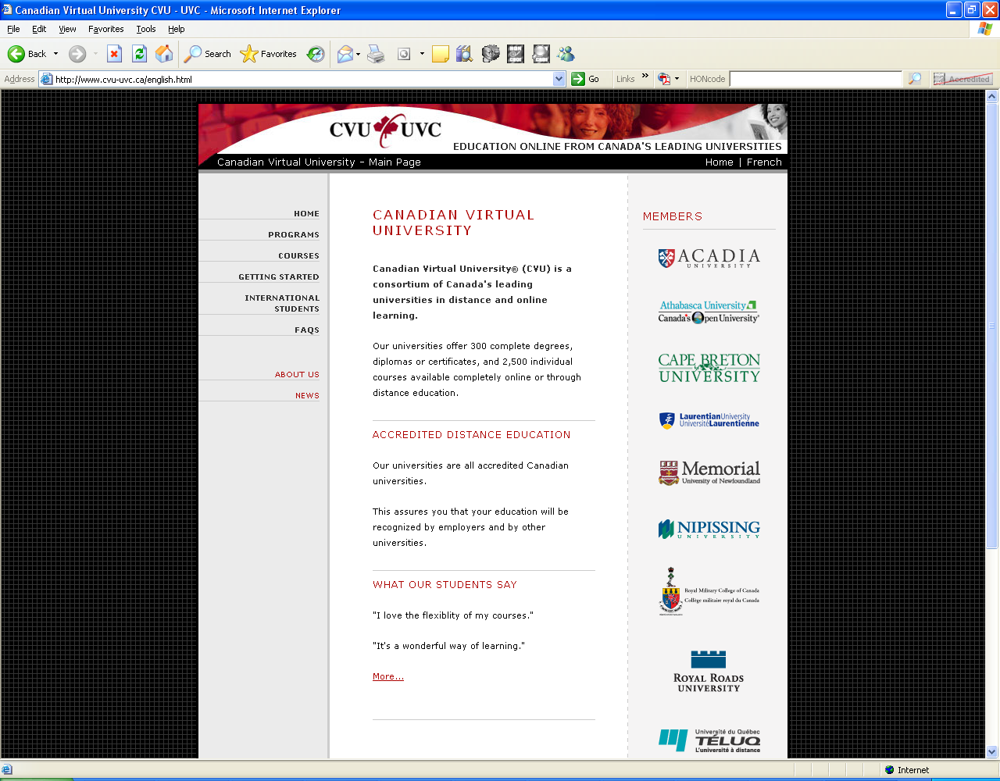 Canadian Virtual University CVU - UVC - Microsoft Internet Explorer
File Edit View Favorites Tools Help
Back Search Favorites
Address http://www.cvu-uvc.ca/english.html Go Links » HONcode Accredited
CVU UVC
EDUCATION ONLINE FROM CANADA'S LEADING UNIVERSITIES
Canadian Virtual University - Main Page Home | French
HOME
PROGRAMS
COURSES
GETTING STARTED
INTERNATIONAL
STUDENTS
FAQS
ABOUT US
NEWS
CANADIAN VIRTUAL
UNIVERSITY
Canadian Virtual University® (CVU) is a
consortium of Canada's leading
universities in distance and online
learning.
Our universities offer 300 complete degrees,
diplomas or certificates, and 2,500 individual
courses available completely online or through
distance education.
ACCREDITED DISTANCE EDUCATION
Our universities are all accredited Canadian
universities.
This assures you that your education will be
recognized by employers and by other
universities.
WHAT OUR STUDENTS SAY
"I love the flexiblity of my courses."
"It's a wonderful way of learning."
More...
MEMBERS
ACADIA
UNIVERSITY
Athabasca University
Canada's Open University
CAPE BRETON
UNIVERSITY
Laurentian University
Université Laurentienne
Memorial
University of Newfoundland
NIPISSING
UNIVERSITY
Royal Military College of Canada
Collège militaire royal du Canada
ROYAL ROADS
UNIVERSITY
Université du Québec
TÉLUQ
L'université à distance
Internet